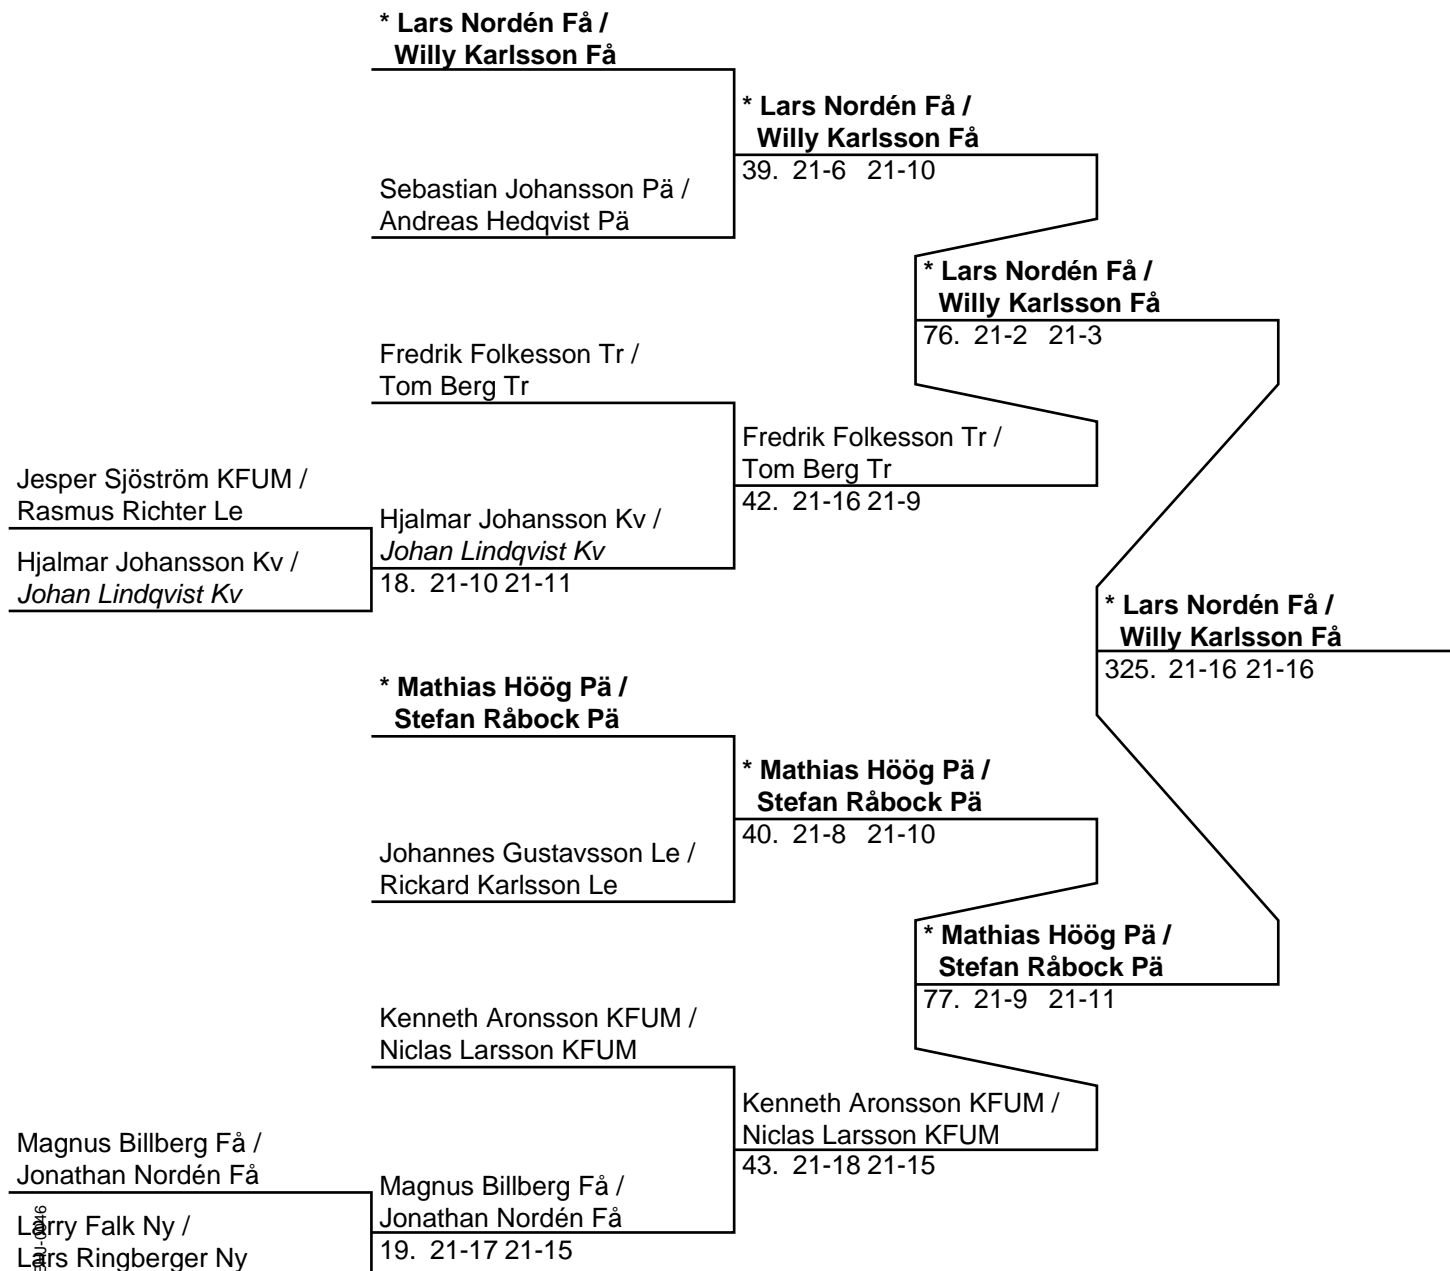 * Lars Nordén Få /
Willy Karlsson Få
* Lars Nordén Få /
Willy Karlsson Få
39. 21-6 21-10
Sebastian Johansson Pä /
Andreas Hedqvist Pä
* Lars Nordén Få /
Willy Karlsson Få
76. 21-2 21-3
Fredrik Folkesson Tr /
Tom Berg Tr
Fredrik Folkesson Tr /
Tom Berg Tr
42. 21-16 21-9
Jesper Sjöström KFUM /
Rasmus Richter Le
Hjalmar Johansson Kv /
Johan Lindqvist Kv
18. 21-10 21-11
Hjalmar Johansson Kv /
Johan Lindqvist Kv
* Lars Nordén Få /
Willy Karlsson Få
325. 21-16 21-16
* Mathias Höög Pä /
Stefan Råbock Pä
* Mathias Höög Pä /
Stefan Råbock Pä
40. 21-8 21-10
Johannes Gustavsson Le /
Rickard Karlsson Le
* Mathias Höög Pä /
Stefan Råbock Pä
77. 21-9 21-11
Kenneth Aronsson KFUM /
Niclas Larsson KFUM
Kenneth Aronsson KFUM /
Niclas Larsson KFUM
43. 21-18 21-15
Magnus Billberg Få /
Jonathan Nordén Få
Magnus Billberg Få /
Jonathan Nordén Få
19. 21-17 21-15
Larry Falk Ny /
Lars Ringberger Ny